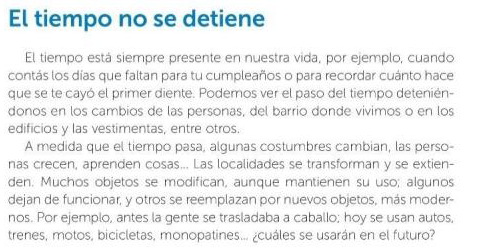 El tiempo no se detiene
El tiempo está siempre presente en nuestra vida, por ejemplo, cuando
contás los días que faltan para tu cumpleaños o para recordar cuánto hace
que se te cayó el primer diente. Podemos ver el paso del tiempo detenién-
donos en los cambios de las personas, del barrio donde vivimos o en los
edificios y las vestimentas, entre otros.
A medida que el tiempo pasa, algunas costumbres cambian, las perso-
nas crecen, aprenden cosas... Las localidades se transforman y se extien-
den. Muchos objetos se modifican, aunque mantienen su uso; algunos
dejan de funcionar, y otros se reemplazan por nuevos objetos, más moder-
nos. Por ejemplo, antes la gente se trasladaba a caballo; hoy se usan autos,
trenes, motos, bicicletas, monopatines... ¿cuáles se usarán en el futuro?